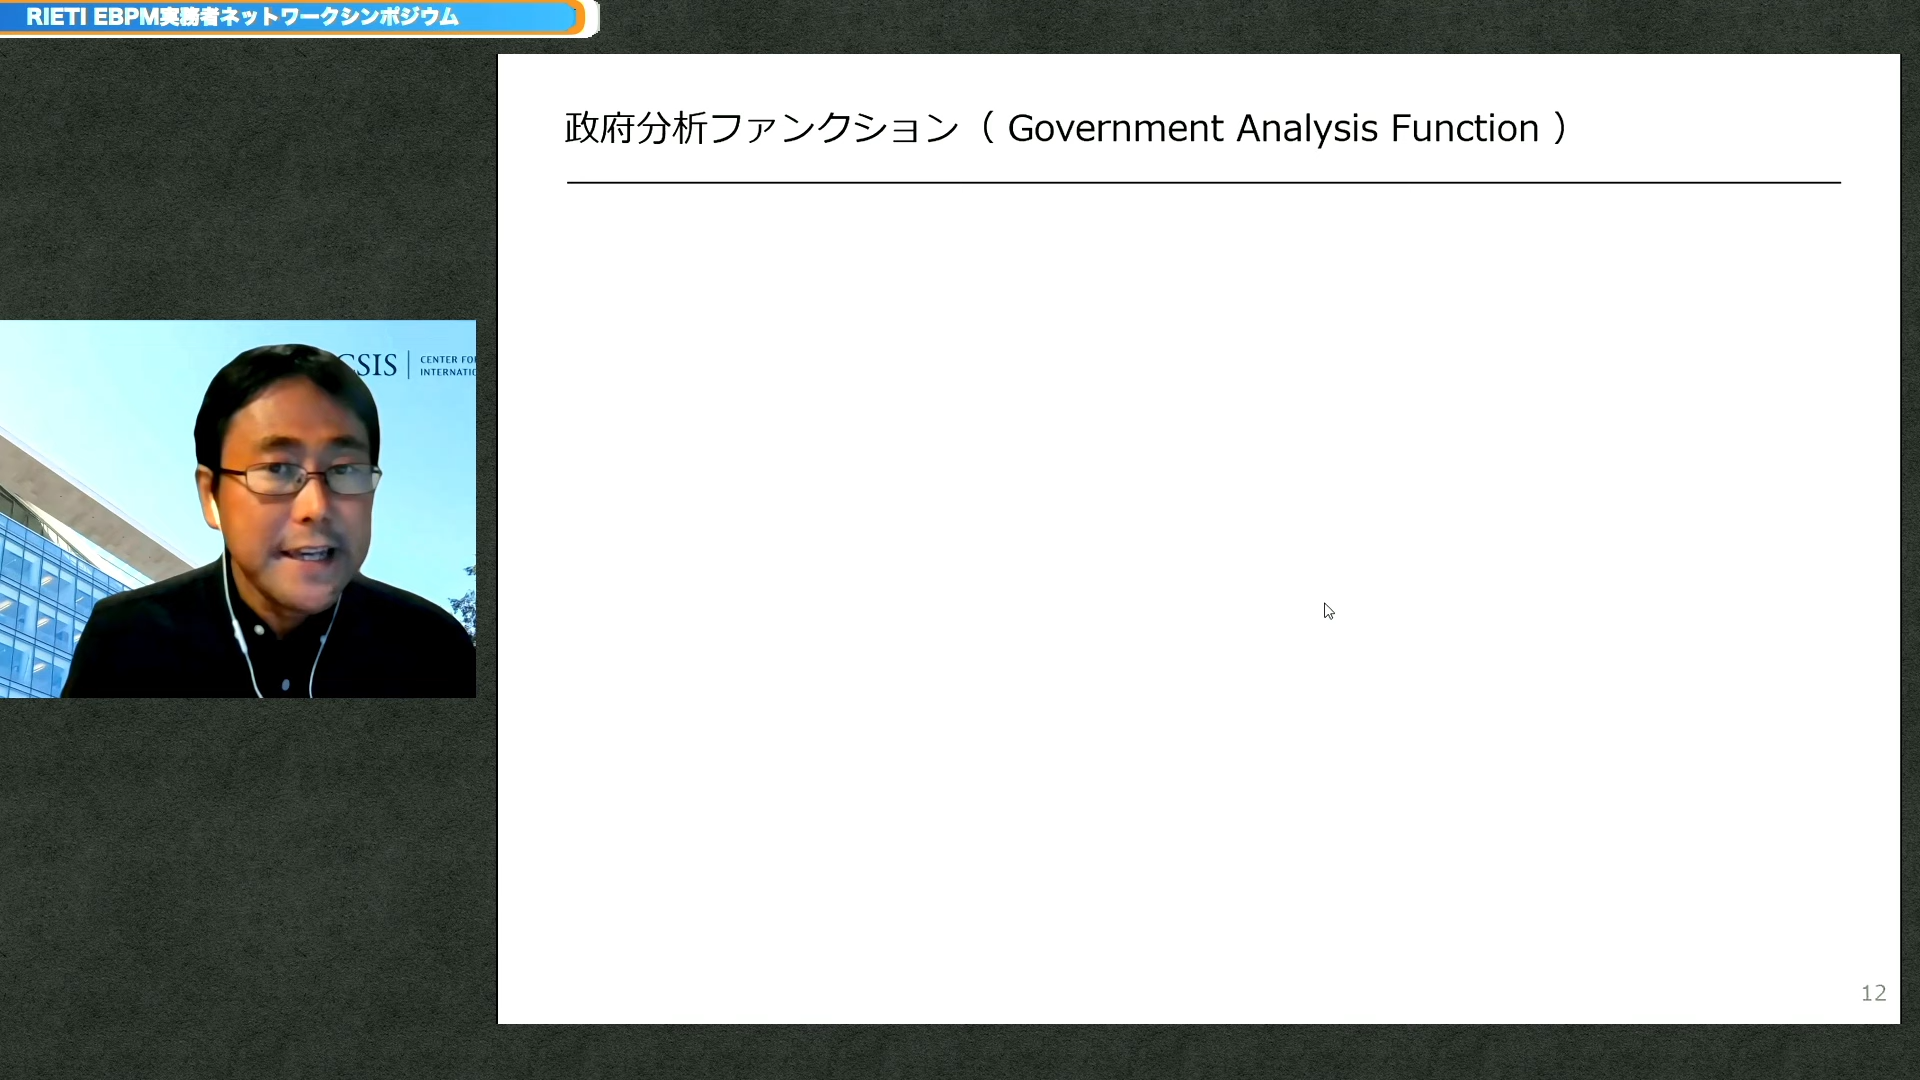 RIETI EBPM実務者ネットワークシンポジウム
政府分析ファンクション（ Government Analysis Function ）
CSIS
CENTER FO
INTERNATIO
12